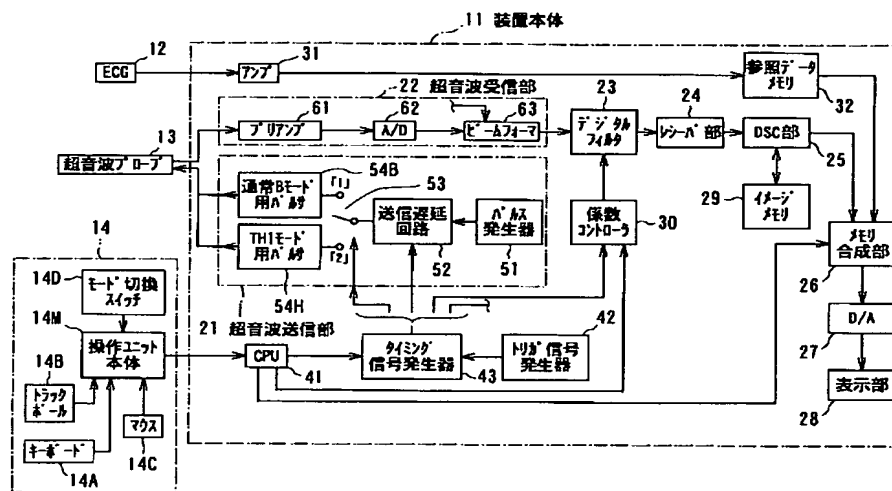 11 装置本体
12
ECG
31
アンプ
参照データ
メモリ
32
22 超音波受信部
61
プリアンプ
62
A/D
63
ビームフォーマ
23
デジタル
フィルタ
24
レシーバ部
DSC部
25
13
超音波プローブ
54B
通常Bモード
用パルサ
「1」
53
送信遅延
回路
52
パルス
発生器
51
TH1モード
用パルサ
「2」
54H
21 超音波送信部
係数
コントローラ
30
29
イメージ
メモリ
メモリ
合成部
26
D/A
27
表示部
28
14
14D
モード切換
スイッチ
14M
操作ユニット
本体
14B
トラック
ボール
キーボード
14A
マウス
14C
CPU
41
タイミング
信号発生器
43
42
トリガ信号
発生器